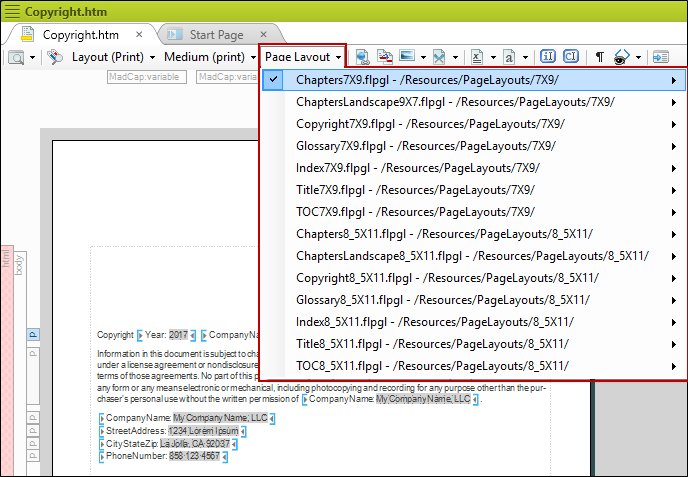 Copyright.htm
Copyright.htm
Start Page
Layout (Print)
Medium (print)
Page Layout
MadCap:variable
MadCap:variable
Chapters7X9.flpgl - /Resources/PageLayouts/7X9/
ChaptersLandscape9X7.flpgl - /Resources/PageLayouts/7X9/
Copyright7X9.flpgl - /Resources/PageLayouts/7X9/
Glossary7X9.flpgl - /Resources/PageLayouts/7X9/
Index7X9.flpgl - /Resources/PageLayouts/7X9/
Title7X9.flpgl - /Resources/PageLayouts/7X9/
TOC7X9.flpgl - /Resources/PageLayouts/7X9/
Chapters8_5X11.flpgl - /Resources/PageLayouts/8_5X11/
ChaptersLandscape8_5X11.flpgl - /Resources/PageLayouts/8_5X11/
Copyright8_5X11.flpgl - /Resources/PageLayouts/8_5X11/
Glossary8_5X11.flpgl - /Resources/PageLayouts/8_5X11/
Index8_5X11.flpgl - /Resources/PageLayouts/8_5X11/
Title8_5X11.flpgl - /Resources/PageLayouts/8_5X11/
TOC8_5X11.flpgl - /Resources/PageLayouts/8_5X11/
html
body
p
p
p
p
p
p
Copyright Year: 2017 CompanyNa
Information in this document is subject to cha
under a license agreement or nondisclosure
terms of those agreements. No part of this p
any form or any means electronic or mechanical, including photocopying and recording for any purpose other than the pur-
chaser's personal use without the written permission of CompanyName: My Company Name, LLC .
CompanyName: My Company Name, LLC
StreetAddress: 1234 Lorem Ipsum
CityStateZip: La Jolla, CA 92037
PhoneNumber: 858 123 4567